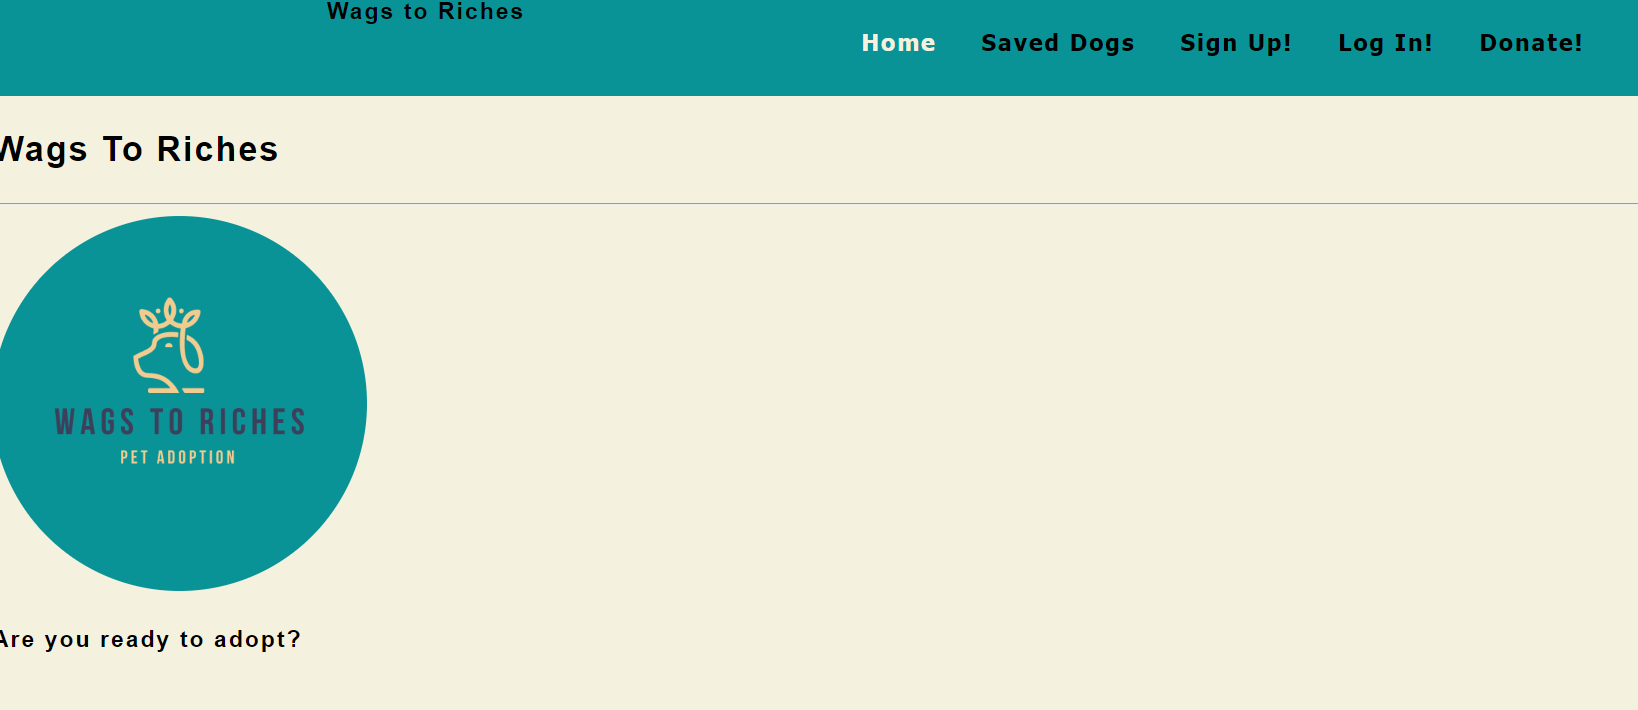 Wags to Riches
Home Saved Dogs Sign Up! Log In! Donate!
Wags To Riches
WAGS TO RICHES
PET ADOPTION
Are you ready to adopt?